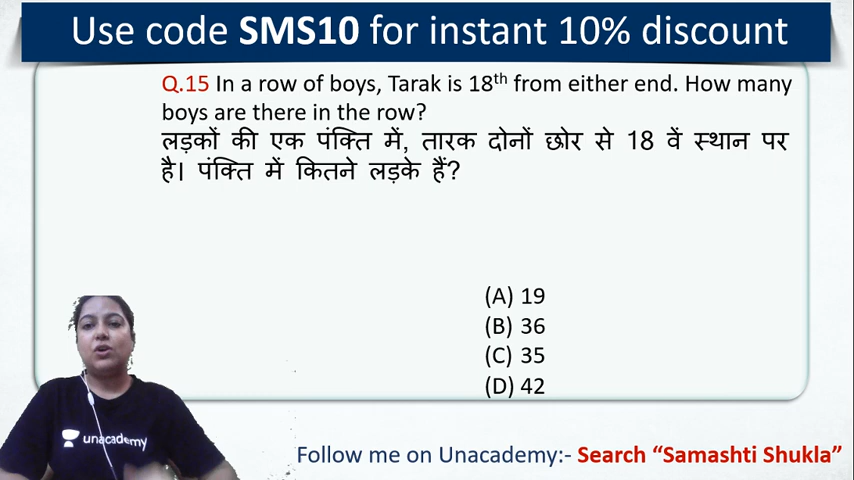 Use code SMS10 for instant 10% discount
Q.15 In a row of boys, Tarak is 18th from either end. How many
boys are there in the row?
लड़कों की एक पंक्ति में, तारक दोनों छोर से 18 वें स्थान पर
है। पंक्ति में कितने लड़के हैं?
(A) 19
(B) 36
(C) 35
(D) 42
unacademy
Follow me on Unacademy:- Search “Samashti Shukla”